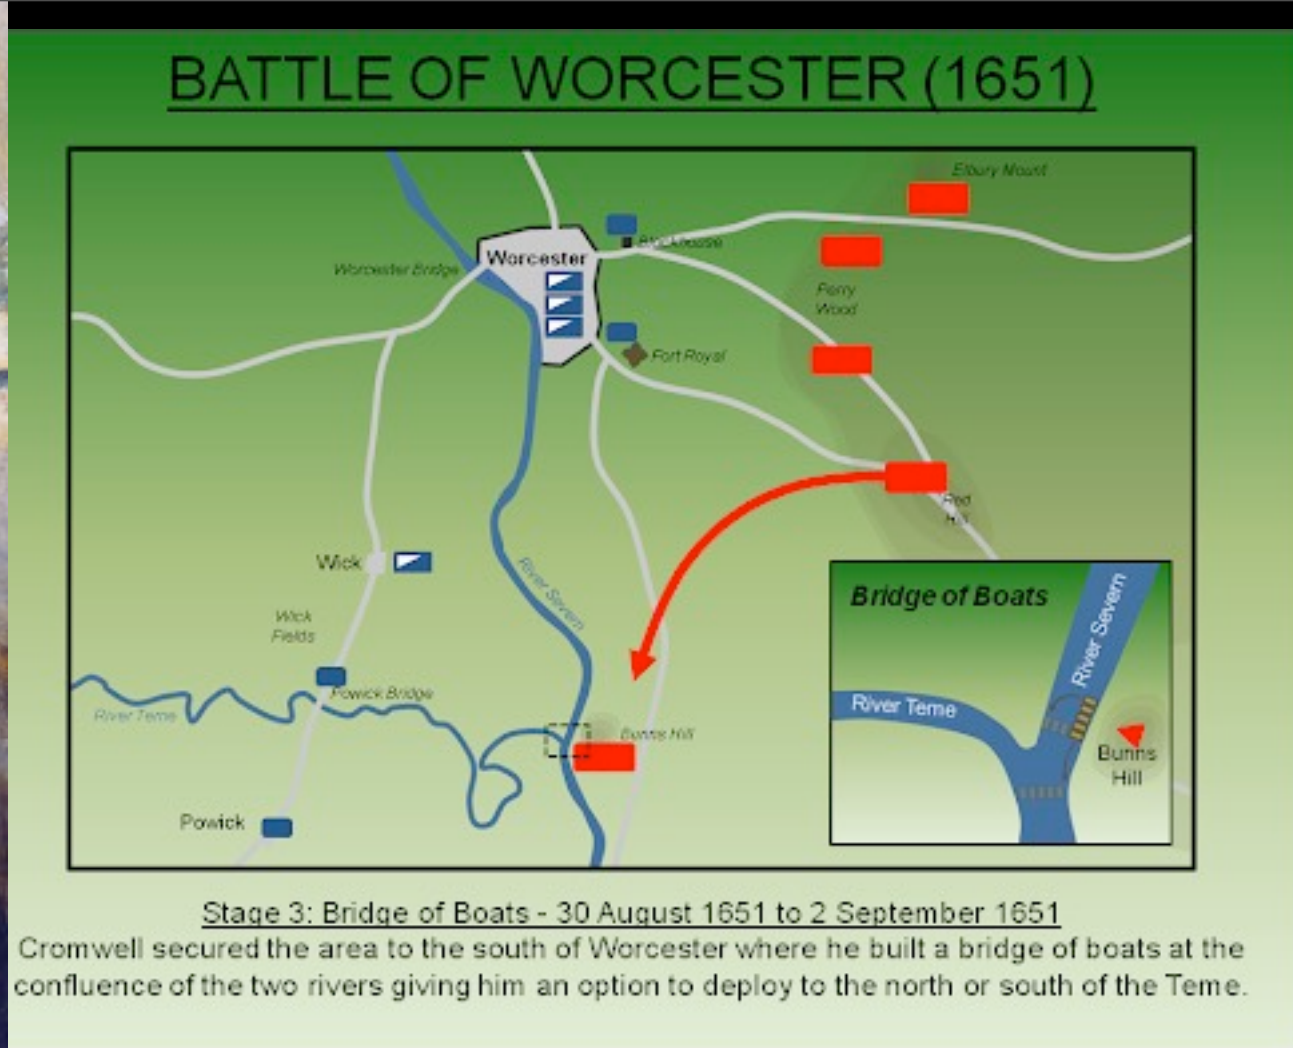 BATTLE OF WORCESTER (1651)
Elbury Mount
Blockhouse
Worcester
Worcester Bridge
Perry
Wood
Fort Royal
Red
Hill
Wick
River Severn
Wick
Fields
Powick Bridge
River Teme
Bunns Hill
Powick
Bridge of Boats
River Severn
River Teme
Bunns
Hill
Stage 3: Bridge of Boats - 30 August 1651 to 2 September 1651
Cromwell secured the area to the south of Worcester where he built a bridge of boats at the
confluence of the two rivers giving him an option to deploy to the north or south of the Teme.